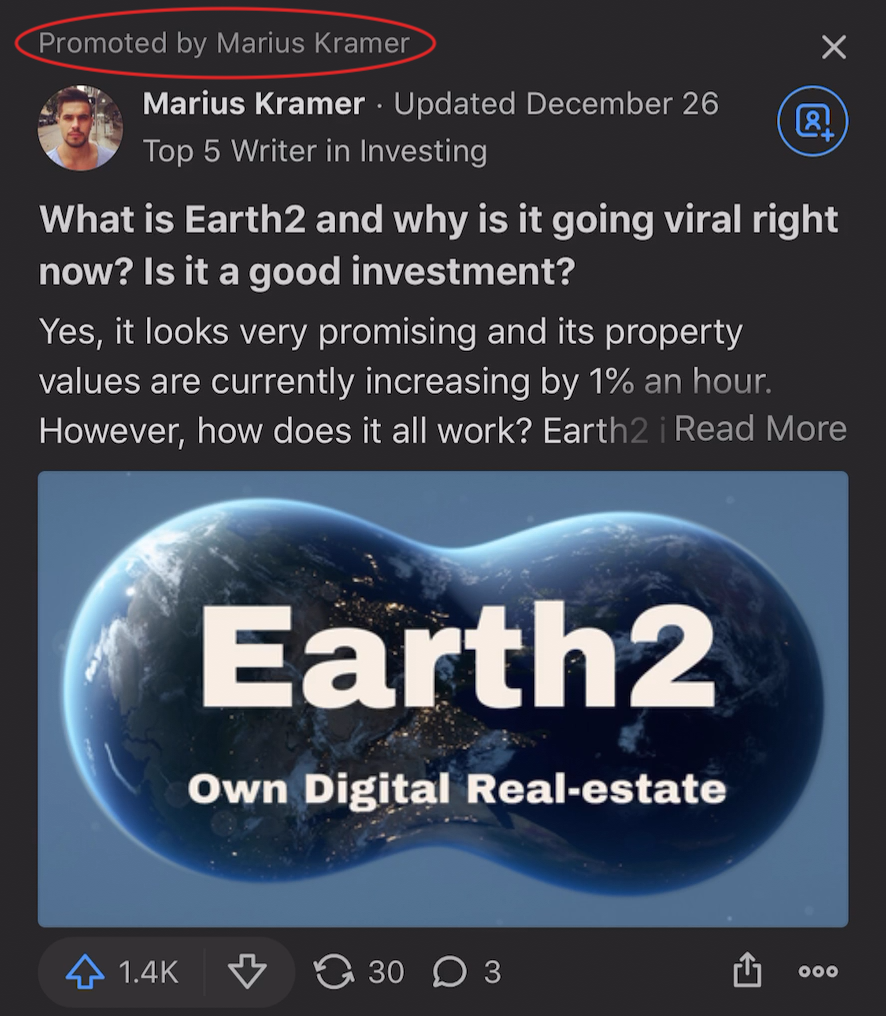 Promoted by Marius Kramer
Marius Kramer · Updated December 26
Top 5 Writer in Investing
What is Earth2 and why is it going viral right
now? Is it a good investment?
Yes, it looks very promising and its property
values are currently increasing by 1% an hour.
However, how does it all work? Earth2 i Read More
Earth2
Own Digital Real-estate
1.4K 30 3